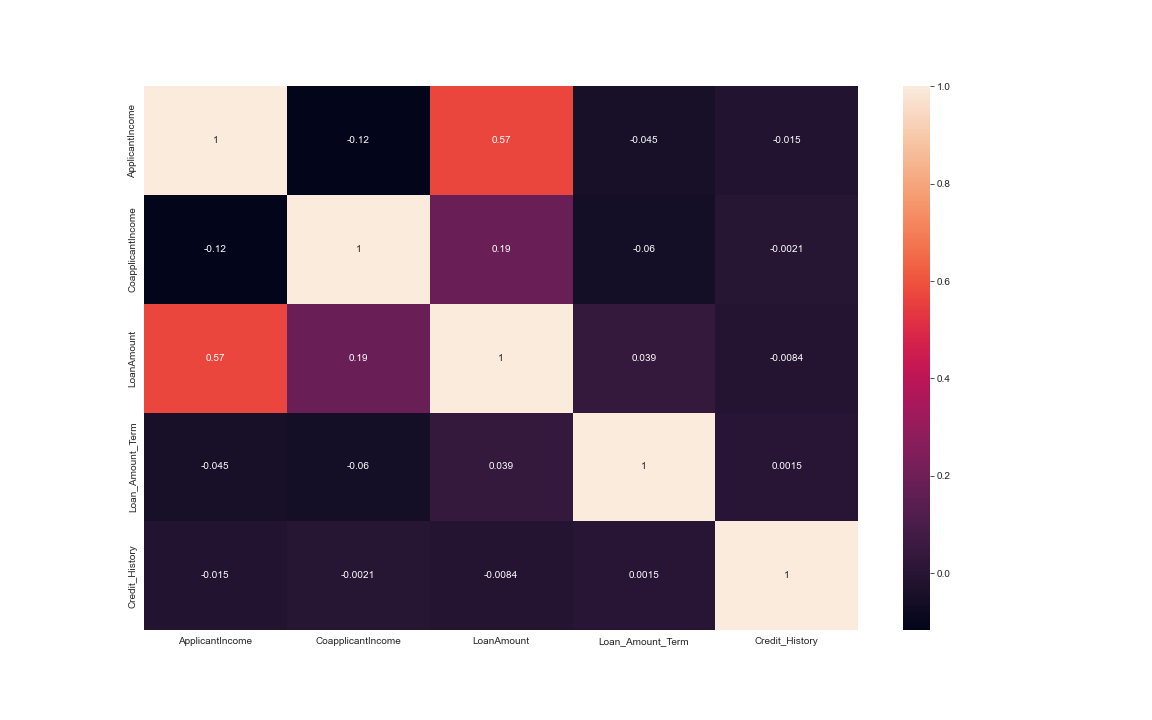 ApplicantIncome 1 -0.12 0.57 -0.045 -0.015
CoapplicantIncome -0.12 1 0.19 -0.06 -0.0021
LoanAmount 0.57 0.19 1 0.039 -0.0084
Loan_Amount_Term -0.045 -0.06 0.039 1 0.0015
Credit_History -0.015 -0.0021 -0.0084 0.0015 1
ApplicantIncome CoapplicantIncome LoanAmount Loan_Amount_Term Credit_History
1.0
0.8
0.6
0.4
0.2
0.0